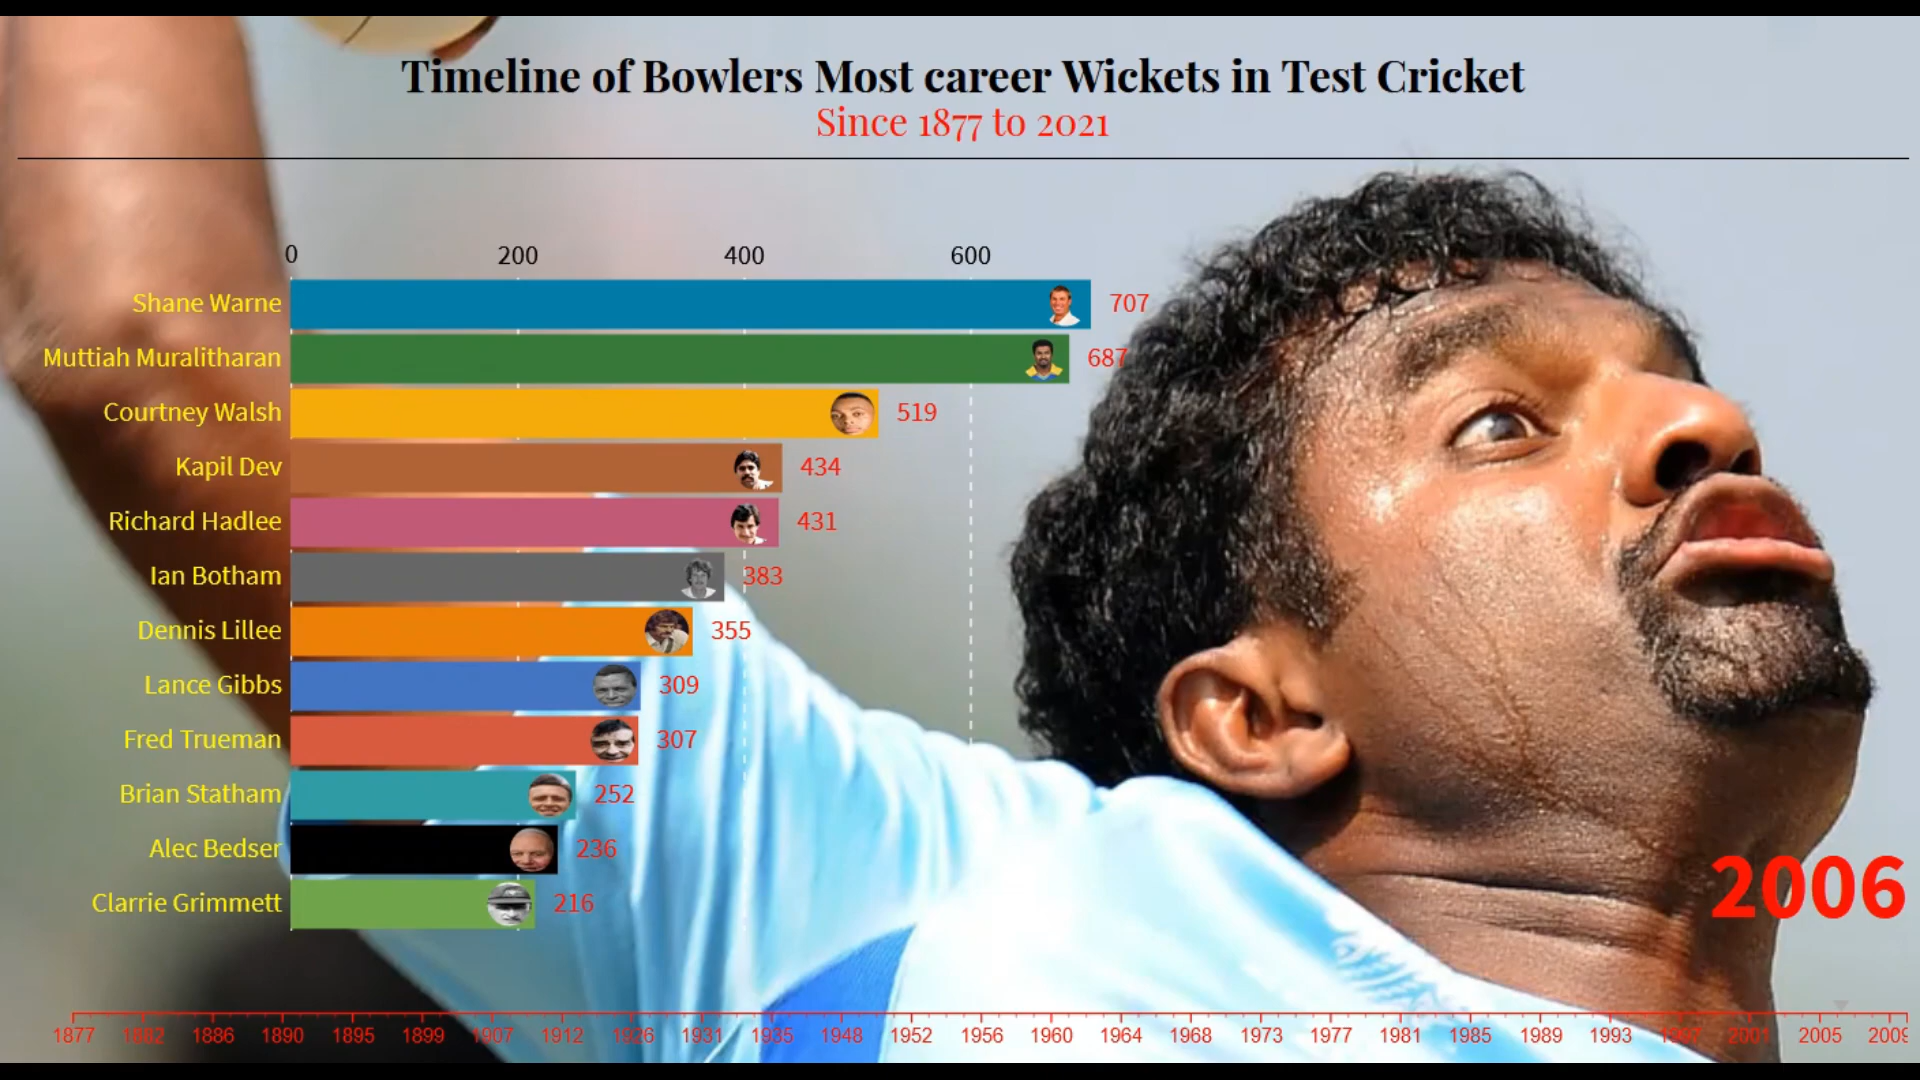 Timeline of Bowlers Most career Wickets in Test Cricket
Since 1877 to 2021
0 200 400 600
Shane Warne 707
Muttiah Muralitharan 687
Courtney Walsh 519
Kapil Dev 434
Richard Hadlee 431
Ian Botham 383
Dennis Lillee 355
Lance Gibbs 309
Fred Trueman 307
Brian Statham 252
Alec Bedser 236
Clarrie Grimmett 216
2006
1877 1882 1886 1890 1895 1899 1907 1912 1926 1931 1935 1948 1952 1956 1960 1964 1968 1973 1977 1981 1985 1989 1993 1997 2001 2005 2009